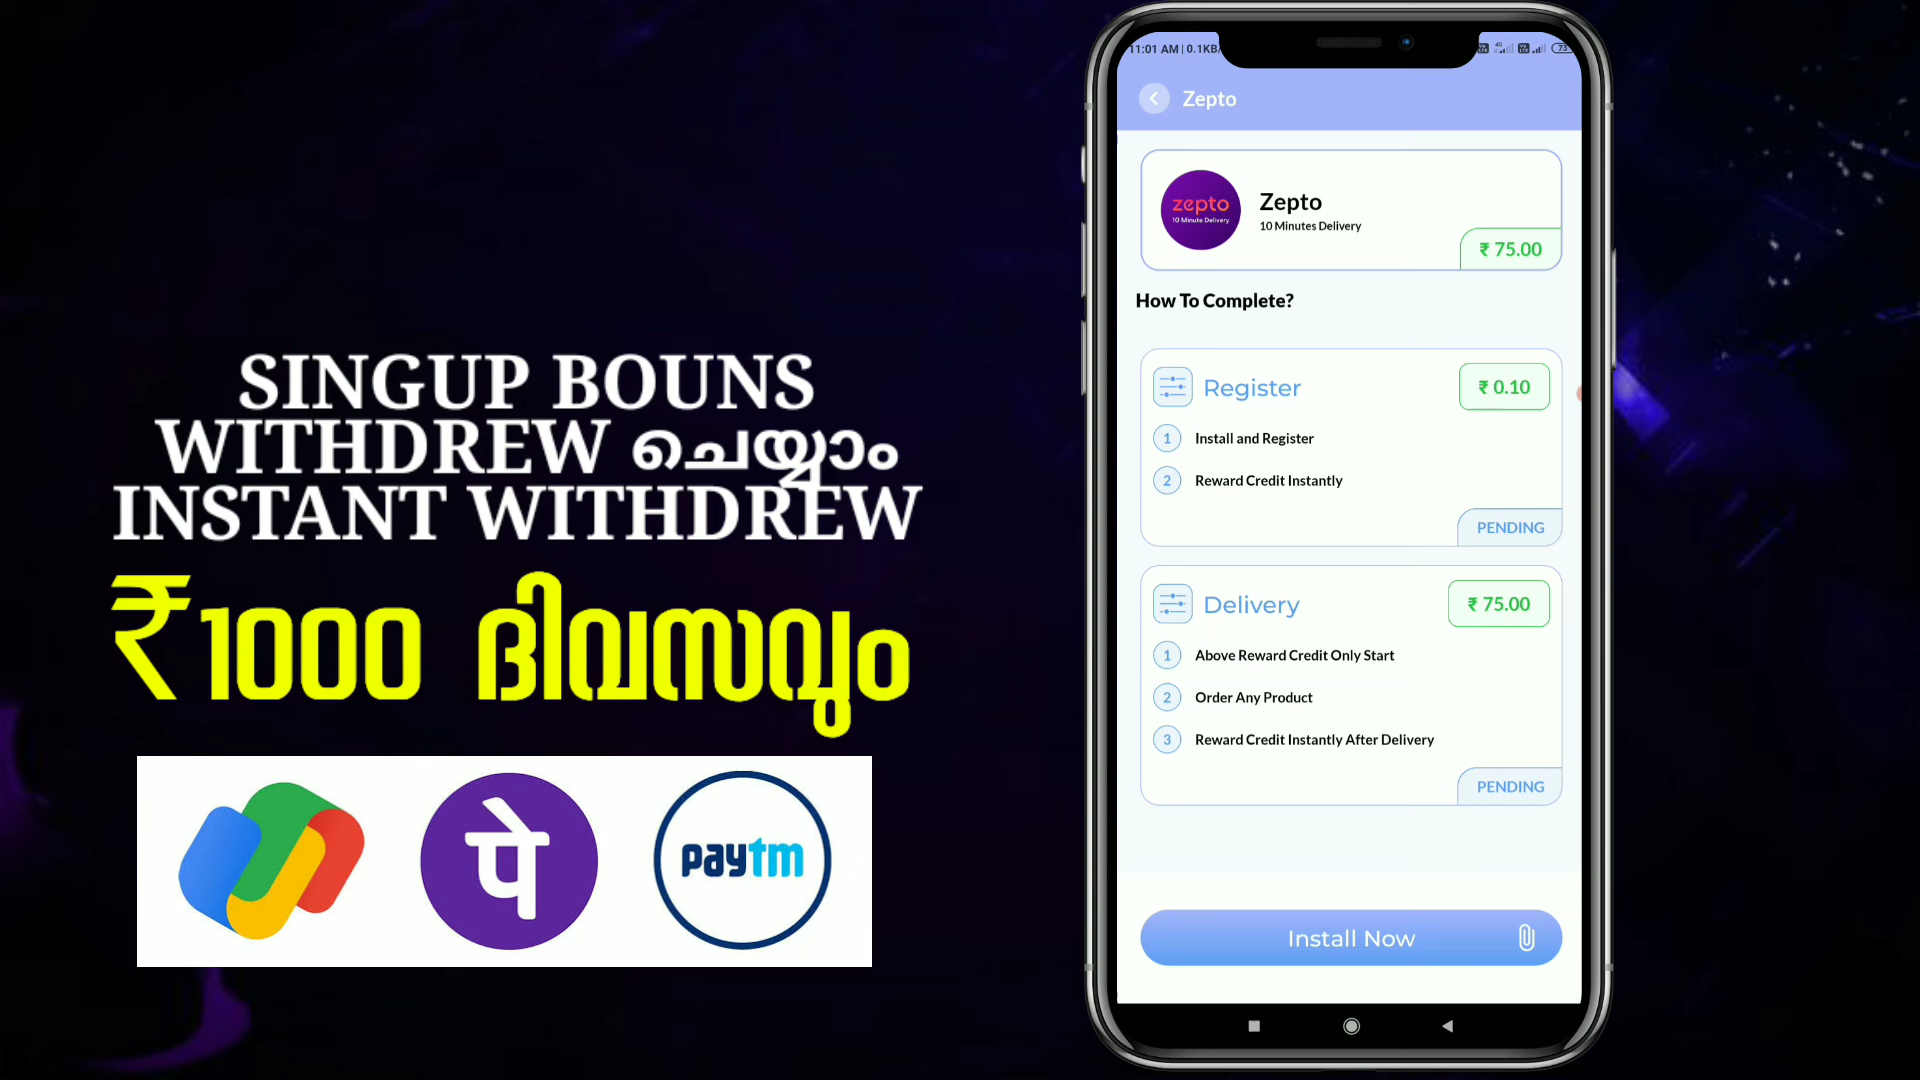 SINGUP BOUNS
WITHDREW ചെയ്യാം
INSTANT WITHDREW
₹1000 ദിവസവും
पे
paytm
11:01 AM | 0.1KB/
73
Zepto
zepto
10 Minute Delivery
Zepto
10 Minutes Delivery
₹ 75.00
How To Complete?
Register
₹ 0.10
1 Install and Register
2 Reward Credit Instantly
PENDING
Delivery
₹ 75.00
1 Above Reward Credit Only Start
2 Order Any Product
3 Reward Credit Instantly After Delivery
PENDING
Install Now